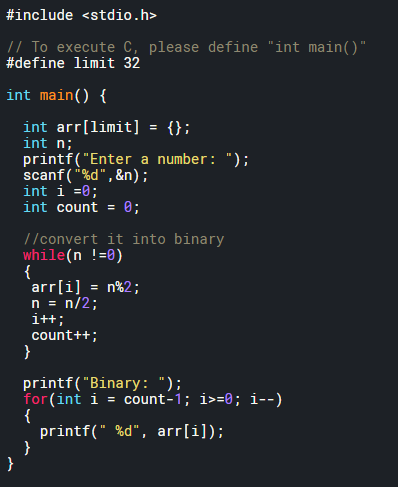 #include <stdio.h>
// To execute C, please define "int main()"
#define limit 32
int main() {
int arr[limit] = {};
int n;
printf("Enter a number: ");
scanf("%d",&n);
int i =0;
int count = 0;
//convert it into binary
while(n !=0)
{
arr[i] = n%2;
n = n/2;
i++;
count++;
}
printf("Binary: ");
for(int i = count-1; i>=0; i--)
{
printf(" %d", arr[i]);
}
}